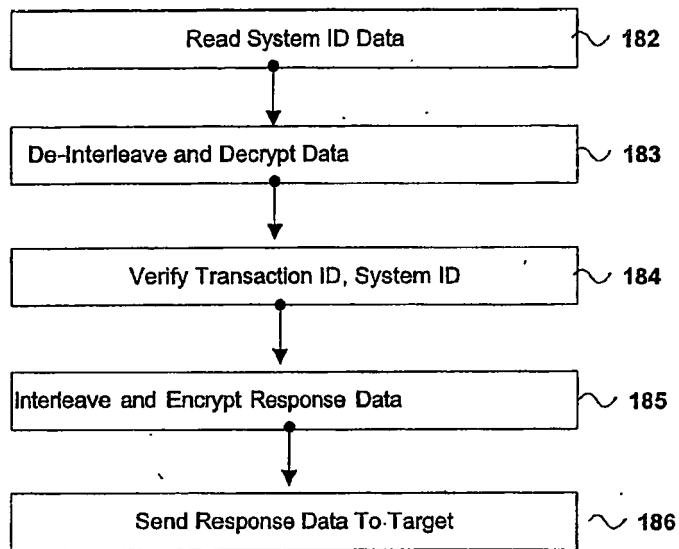 Read System ID Data 182
De-Interleave and Decrypt Data 183
Verify Transaction ID, System ID 184
Interleave and Encrypt Response Data 185
Send Response Data To Target 186